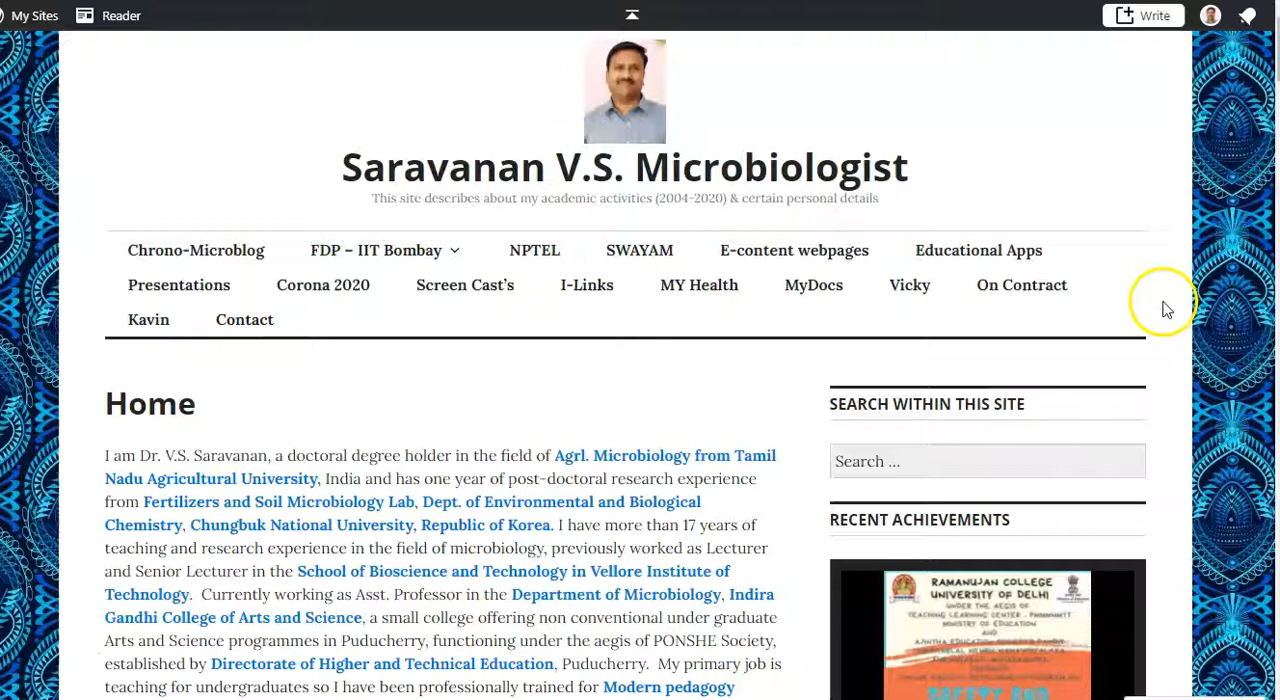 My Sites Reader Write
Saravanan V.S. Microbiologist
This site describes about my academic activities (2004-2020) & certain personal details
Chrono-Microblog FDP – IIT Bombay NPTEL SWAYAM E-content webpages Educational Apps
Presentations Corona 2020 Screen Cast's I-Links MY Health MyDocs Vicky On Contract
Kavin Contact
Home
I am Dr. V.S. Saravanan, a doctoral degree holder in the field of Agrl. Microbiology from Tamil
Nadu Agricultural University, India and has one year of post-doctoral research experience
from Fertilizers and Soil Microbiology Lab, Dept. of Environmental and Biological
Chemistry, Chungbuk National University, Republic of Korea. I have more than 17 years of
teaching and research experience in the field of microbiology, previously worked as Lecturer
and Senior Lecturer in the School of Bioscience and Technology in Vellore Institute of
Technology. Currently working as Asst. Professor in the Department of Microbiology, Indira
Gandhi College of Arts and Science, a small college offering non conventional under graduate
Arts and Science programmes in Puducherry, functioning under the aegis of PONSHE Society,
established by Directorate of Higher and Technical Education, Puducherry. My primary job is
teaching for undergraduates so I have been professionally trained for Modern pedagogy
SEARCH WITHIN THIS SITE
Search ...
RECENT ACHIEVEMENTS
RAMANUJAN COLLEGE
UNIVERSITY OF DELHI
UNDER THE AEGIS OF
MINISTRY OF EDUCATION
AND
SAFETY AND